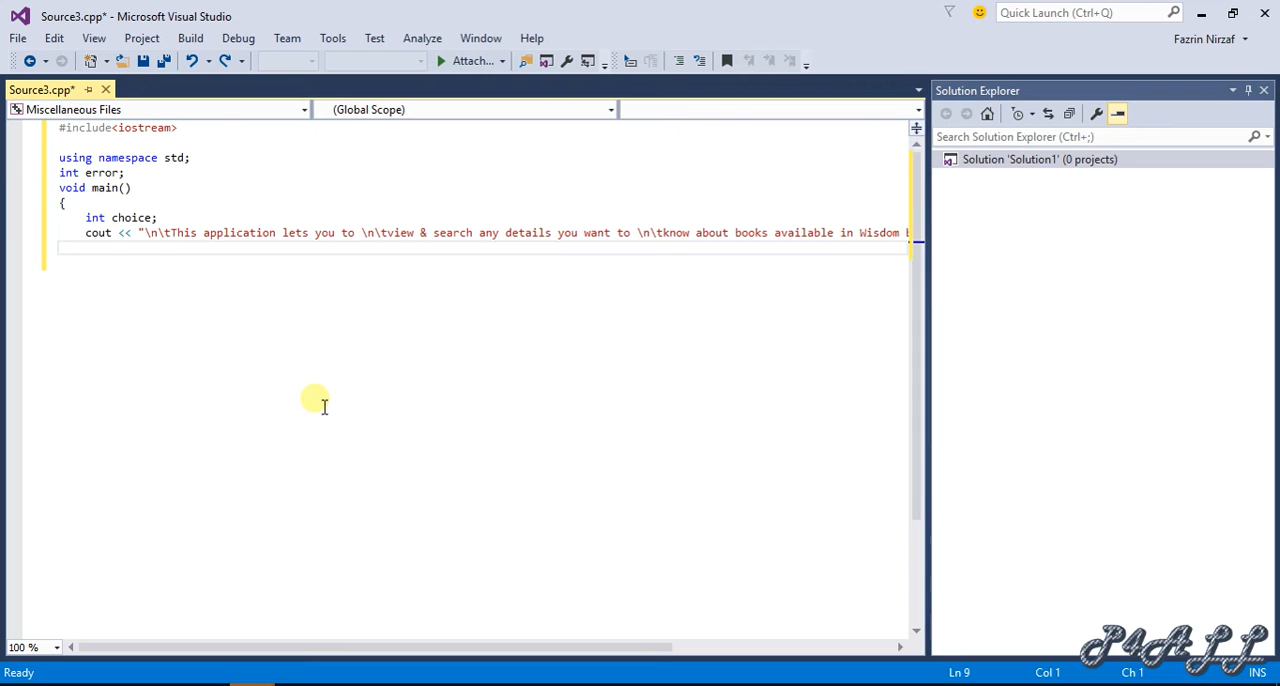 Source3.cpp* - Microsoft Visual Studio
Quick Launch (Ctrl+Q)
File Edit View Project Build Debug Team Tools Test Analyze Window Help
Fazrin Nirzaf
Attach...
Source3.cpp*
Solution Explorer
Miscellaneous Files
(Global Scope)
Search Solution Explorer (Ctrl+;)
Solution 'Solution1' (0 projects)
#include<iostream>
using namespace std;
int error;
void main()
{
int choice;
cout << "\n\tThis application lets you to \n\tview & search any details you want to \n\tknow about books available in Wisdom b
100 %
P4ALL
Ready
Ln 9
Col 1
Ch 1
INS